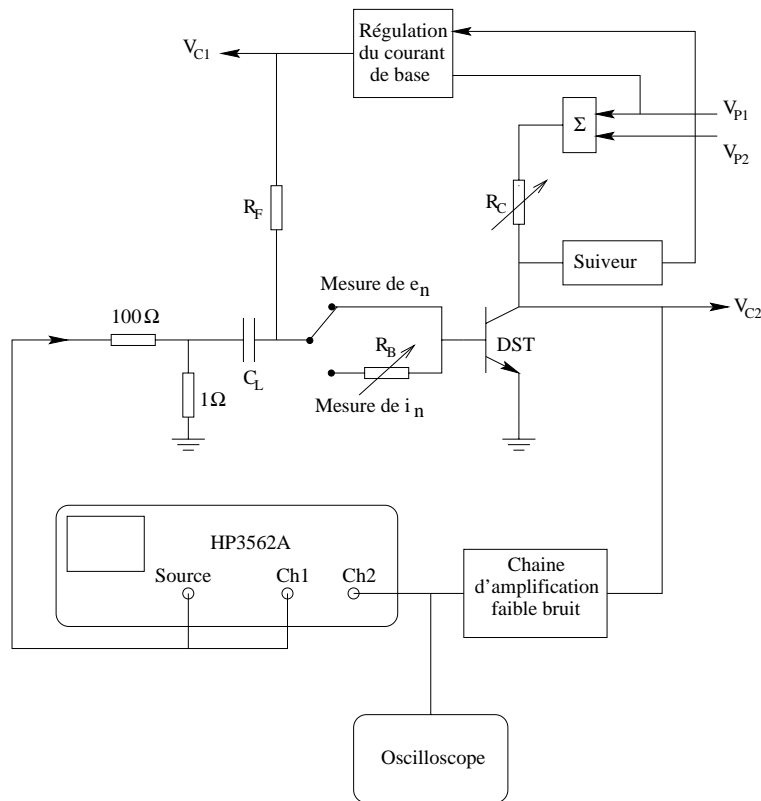 Régulation
du courant
de base
V_C1
V_P1
Σ
V_P2
R_F
R_C
Suiveur
Mesure de e_n
V_C2
100Ω
R_B
DST
C_L
1Ω
Mesure de i_n
HP3562A
Source
Ch1
Ch2
Chaine
d'amplification
faible bruit
Oscilloscope